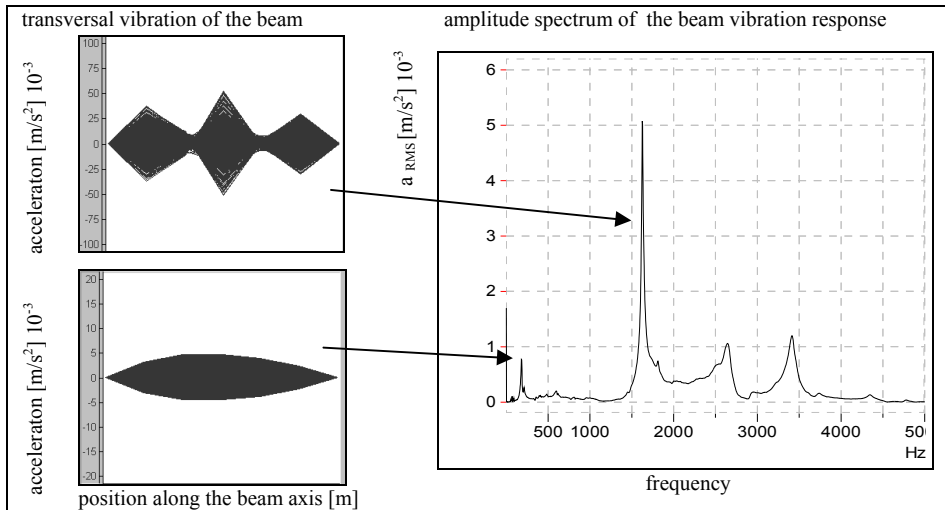 transversal vibration of the beam
acceleraton [m/s2] 10-3
100
75
50
25
0
-25
-50
-75
-100
acceleraton [m/s2] 10-3
20
15
10
5
0
-5
-10
-15
-20
position along the beam axis [m]
amplitude spectrum of the beam vibration response
a RMS [m/s2] 10-3
6
5
4
3
2
1
0
500 1000 2000 3000 4000 50
Hz
frequency